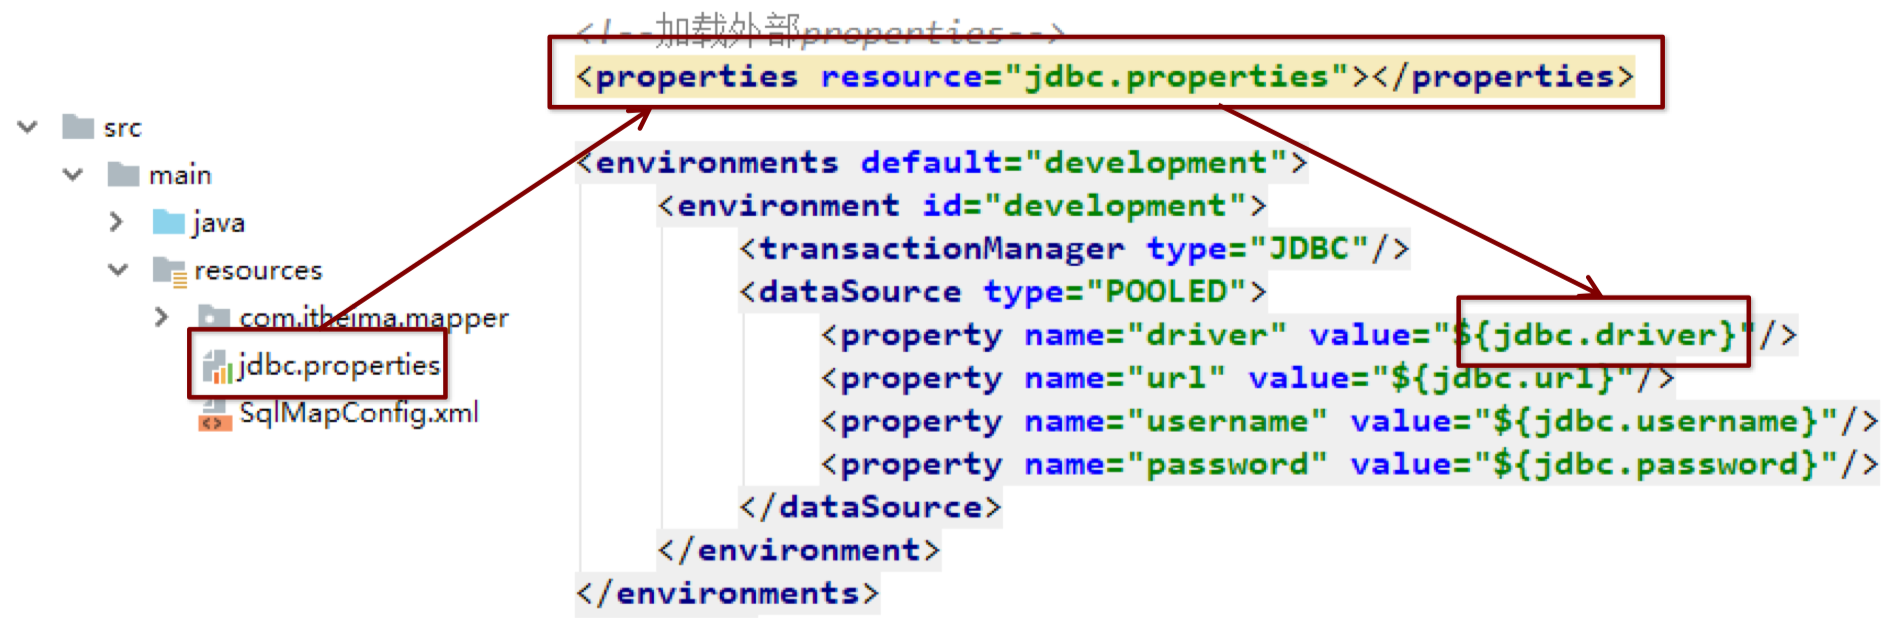 src
main
java
resources
com.itheima.mapper
jdbc.properties
SqlMapConfig.xml
<!--加载外部properties-->
<properties resource="jdbc.properties"></properties>
<environments default="development">
<environment id="development">
<transactionManager type="JDBC"/>
<dataSource type="POOLED">
<property name="driver" value="${jdbc.driver}"/>
<property name="url" value="${jdbc.url}"/>
<property name="username" value="${jdbc.username}"/>
<property name="password" value="${jdbc.password}"/>
</dataSource>
</environment>
</environments>